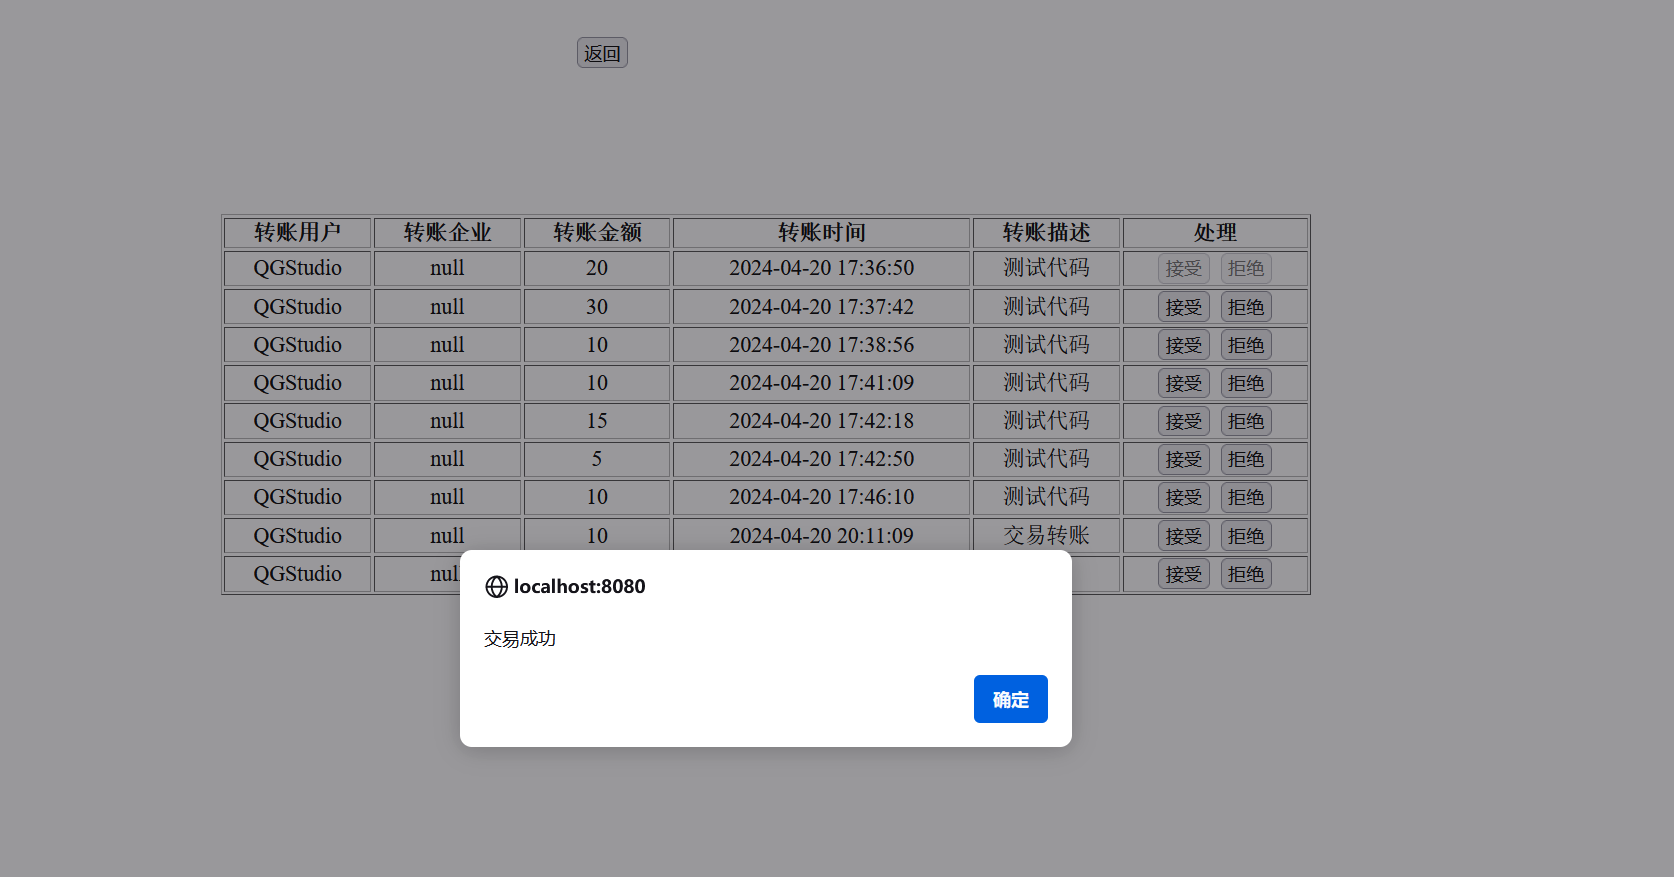 返回
转账用户 转账企业 转账金额 转账时间 转账描述 处理
QGStudio null 20 2024-04-20 17:36:50 测试代码 接受 拒绝
QGStudio null 30 2024-04-20 17:37:42 测试代码 接受 拒绝
QGStudio null 10 2024-04-20 17:38:56 测试代码 接受 拒绝
QGStudio null 10 2024-04-20 17:41:09 测试代码 接受 拒绝
QGStudio null 15 2024-04-20 17:42:18 测试代码 接受 拒绝
QGStudio null 5 2024-04-20 17:42:50 测试代码 接受 拒绝
QGStudio null 10 2024-04-20 17:46:10 测试代码 接受 拒绝
QGStudio null 10 2024-04-20 20:11:09 交易转账 接受 拒绝
QGStudio 接受 拒绝
localhost:8080
交易成功
确定